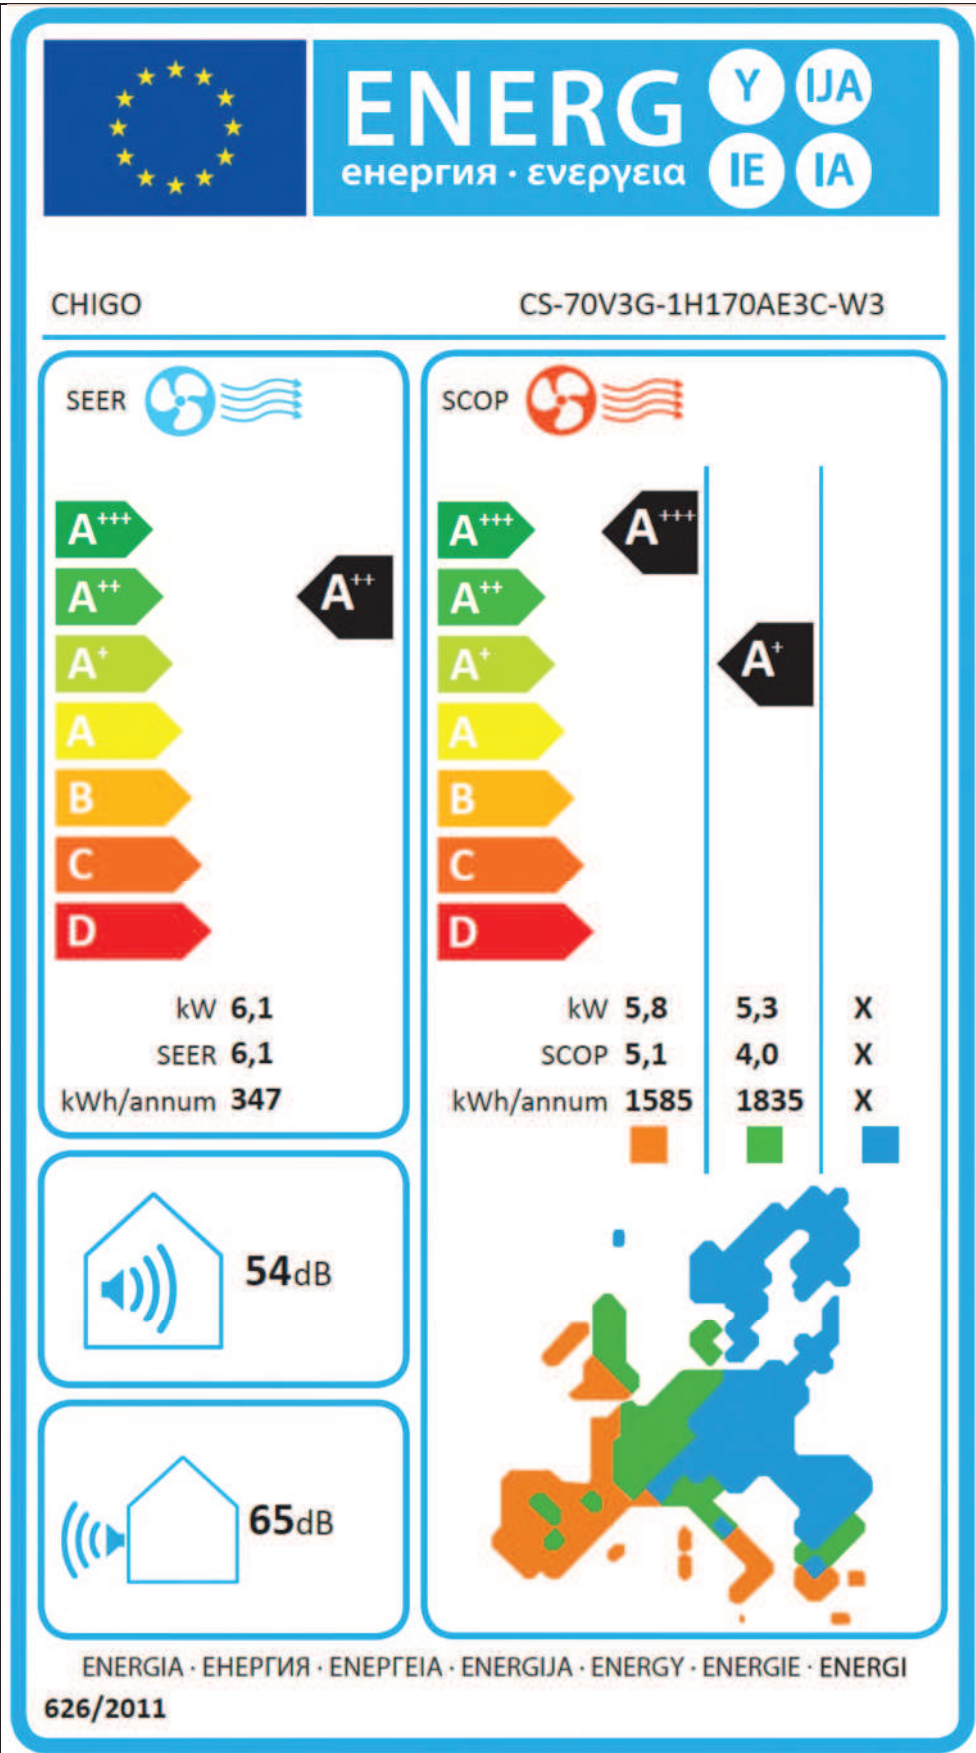 ENERG Y IJA
енергия · ενεργεια IE IA
CHIGO CS-70V3G-1H170AE3C-W3
SEER
A+++
A++ A++
A+
A
B
C
D
kW 6,1
SEER 6,1
kWh/annum 347
SCOP
A+++ A+++
A++
A+ A+
A
B
C
D
kW 5,8 5,3 X
SCOP 5,1 4,0 X
kWh/annum 1585 1835 X
54dB
65dB
ENERGIA · ЕНЕРГИЯ · ΕΝΕΡΓΕΙΑ · ENERGIJA · ENERGY · ENERGIE · ENERGI
626/2011